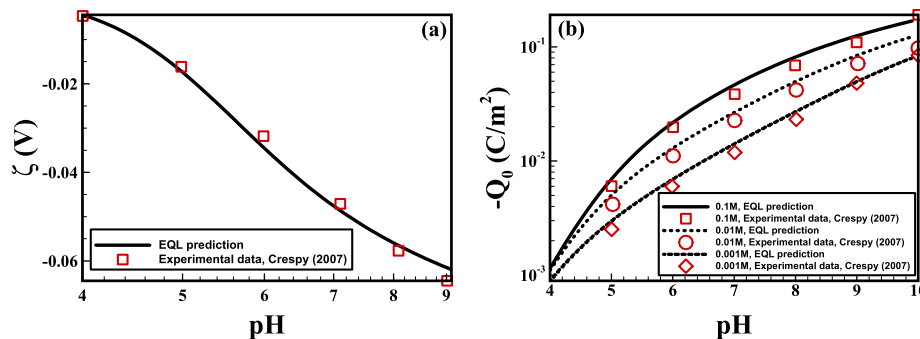 (a)
-0.02
-0.04
-0.06
ζ (V)
EQL prediction
Experimental data, Crespy (2007)
4 5 6 7 8 9
pH
(b)
10⁻¹
10⁻²
10⁻³
-Q₀ (C/m²)
0.1M, EQL prediction
0.1M, Experimental data, Crespy (2007)
0.01M, EQL prediction
0.01M, Experimental data, Crespy (2007)
0.001M, EQL prediction
0.001M, Experimental data, Crespy (2007)
4 5 6 7 8 9 10
pH